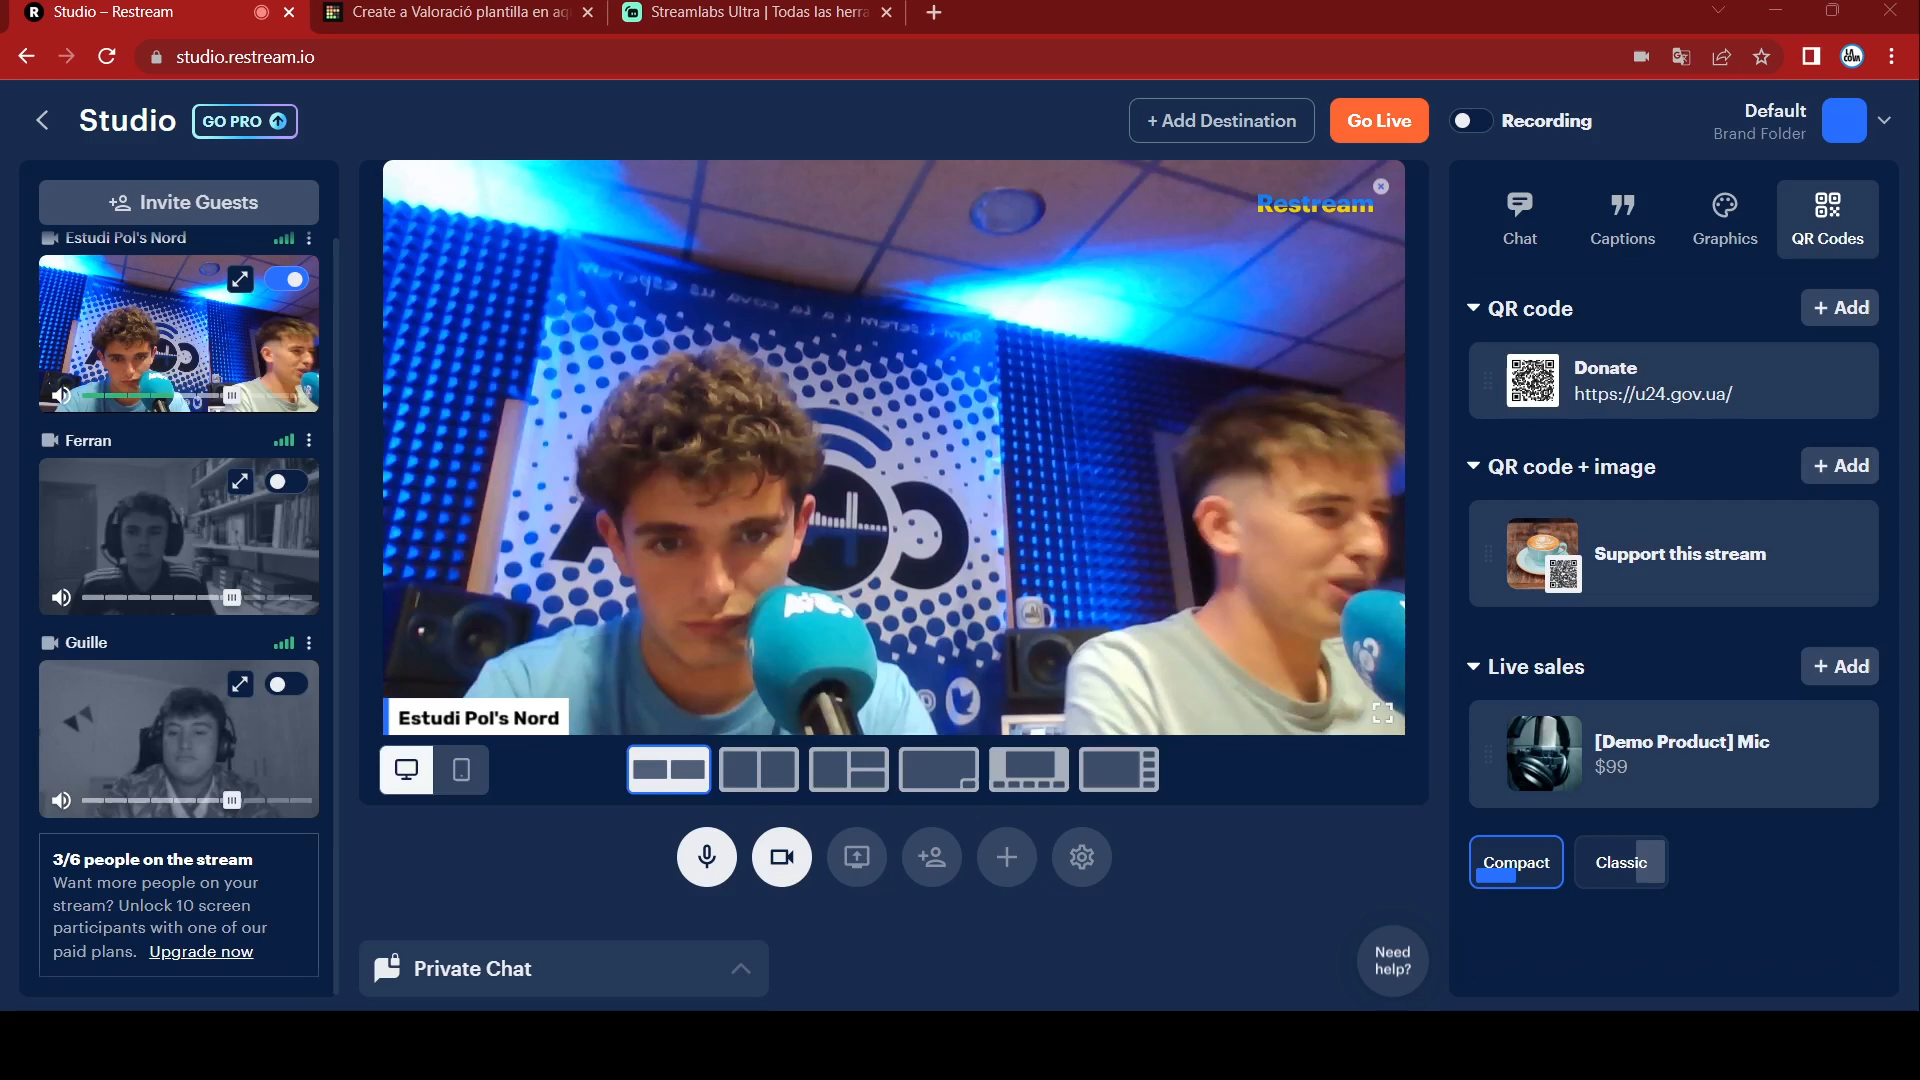 Studio – Restream
Create a Valoració plantilla en aq
Streamlabs Ultra | Todas las herra
studio.restream.io
LA COVA
Studio
GO PRO
+ Add Destination
Go Live
Recording
Default
Brand Folder
Invite Guests
Estudi Pol's Nord
Ferran
Guille
3/6 people on the stream
Want more people on your
stream? Unlock 10 screen
participants with one of our
paid plans. Upgrade now
Restream
Estudi Pol's Nord
Private Chat
Need
help?
Chat
Captions
Graphics
QR Codes
QR code
+ Add
Donate
https://u24.gov.ua/
QR code + image
+ Add
Support this stream
Live sales
+ Add
[Demo Product] Mic
$99
Compact
Classic